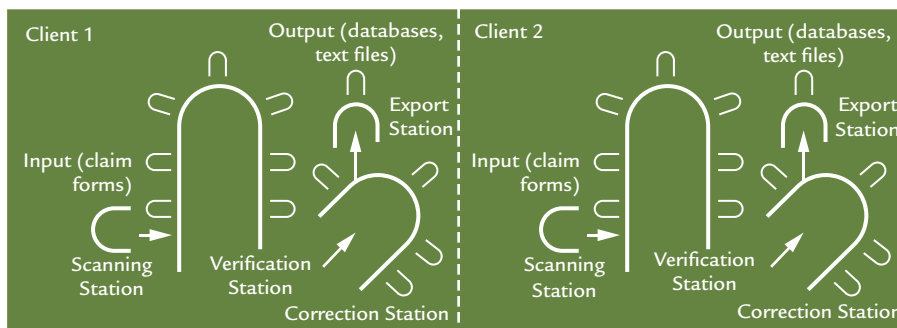 Client 1
Output (databases,
text files)
Export
Station
Input (claim
forms)
Scanning
Station
Verification
Station
Correction Station
Client 2
Output (databases,
text files)
Export
Station
Input (claim
forms)
Scanning
Station
Verification
Station
Correction Station